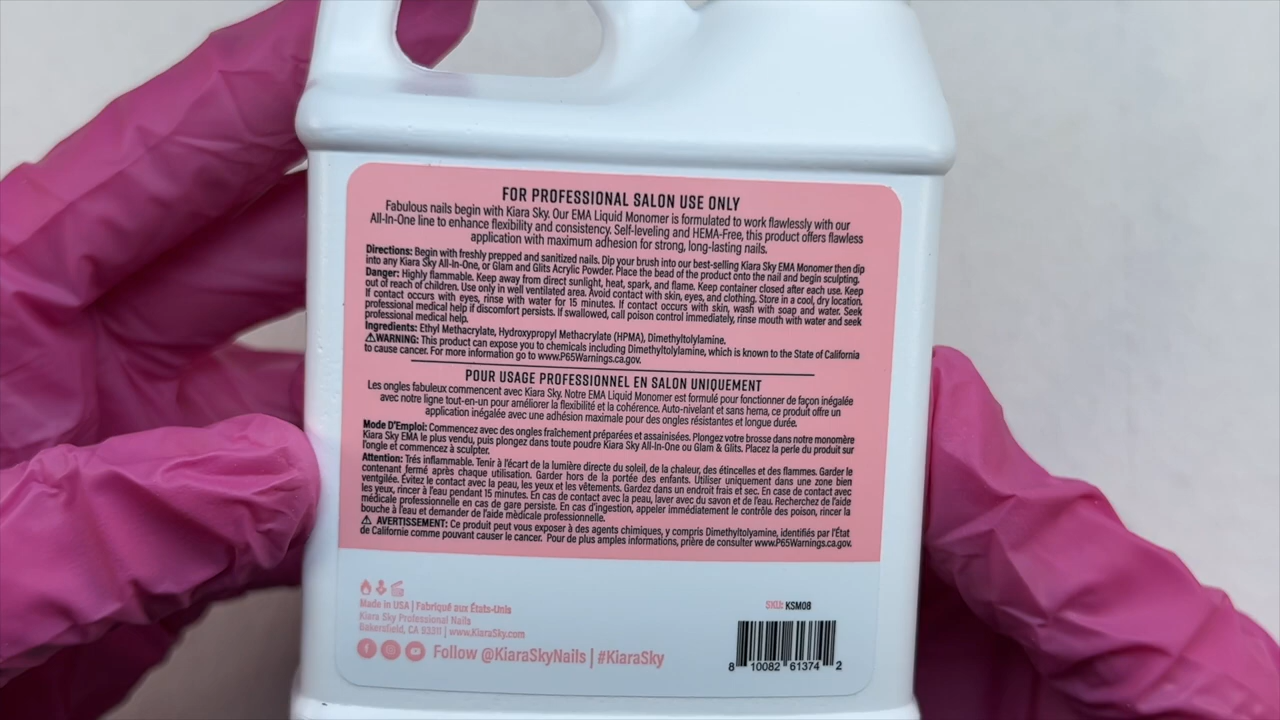 FOR PROFESSIONAL SALON USE ONLY
Fabulous nails begin with Kiara Sky. Our EMA Liquid Monomer is formulated to work flawlessly with our
All-In-One line to enhance flexibility and consistency. Self-leveling and HEMA-Free, this product offers flawless
application with maximum adhesion for strong, long-lasting nails.
Directions: Begin with freshly prepped and sanitized nails. Dip your brush into our best-selling Kiara Sky EMA Monomer then dip
into any Kiara Sky All-In-One, or Glam and Glits Acrylic Powder. Place the bead of the product onto the nail and begin sculpting.
Danger: Highly flammable. Keep away from direct sunlight, heat, spark, and flame. Keep container closed after each use. Keep
out of reach of children. Use only in well ventilated area. Avoid contact with skin, eyes, and clothing. Store in a cool, dry location.
If contact occurs with eyes, rinse with water for 15 minutes. If contact occurs with skin, wash with soap and water. Seek
professional medical help if discomfort persists. If swallowed, call poison control immediately, rinse mouth with water and seek
professional medical help.
Ingredients: Ethyl Methacrylate, Hydroxypropyl Methacrylate (HPMA), Dimethyltolylamine.
⚠WARNING: This product can expose you to chemicals including Dimethyltolylamine, which is known to the State of California
to cause cancer. For more information go to www.P65Warnings.ca.gov.
POUR USAGE PROFESSIONNEL EN SALON UNIQUEMENT
Les ongles fabuleux commencent avec Kiara Sky. Notre EMA Liquid Monomer est formulé pour fonctionner de façon inégalée
avec notre ligne tout-en-un pour améliorer la flexibilité et la cohérence. Auto-nivelant et sans hema, ce produit offre un
application inégalée avec une adhésion maximale pour des ongles résistants et longue durée.
Mode D'Emploi: Commencez avec des ongles fraîchement préparées et assainisées. Plongez votre brosse dans notre monomère
Kiara Sky EMA le plus vendu, puis plongez dans toute poudre Kiara Sky All-In-One ou Glam & Glits. Placez la perle du produit sur
l'ongle et commencez à sculpter.
Attention: Trés inflammable. Tenir à l'écart de la lumière directe du soleil, de la chaleur, des étincelles et des flammes. Garder le
contenant fermé après chaque utilisation. Garder hors de la portée des enfants. Utiliser uniquement dans une zone bien
ventilée. Évitez le contact avec la peau, les yeux et les vêtements. Gardez dans un endroit frais et sec. En case de contact avec
les yeux, rincer à l'eau pendant 15 minutes. En cas de contact avec la peau, laver avec du savon et de l'eau. Recherchez de l'aide
médicale professionnelle en cas de gare persiste. En cas d'ingestion, appeler immédiatement le contrôle des poison, rincer la
bouche à l'eau et demander de l'aide médicale professionnelle.
⚠ AVERTISSEMENT: Ce produit peut vous exposer à des agents chimiques, y compris Dimethyltolyamine, identifiés par l'État
de Californie comme pouvant causer le cancer. Pour de plus amples informations, prière de consulter www.P65Warnings.ca.gov.
Made in USA | Fabriqué aux États-Unis
Kiara Sky Professional Nails
Bakersfield, CA 93311 | www.KiaraSky.com
Follow @KiaraSkyNails | #KiaraSky
SKU: KSM08
8 10082 61374 2